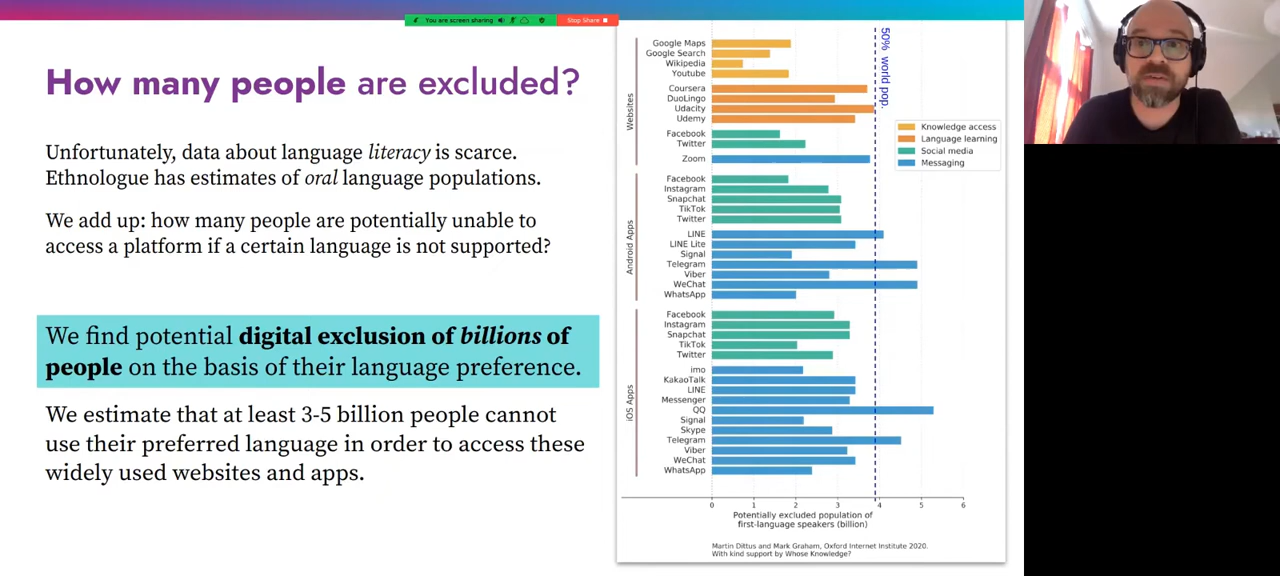 You are screen sharing
Stop Share
How many people are excluded?
Unfortunately, data about language literacy is scarce.
Ethnologue has estimates of oral language populations.
We add up: how many people are potentially unable to
access a platform if a certain language is not supported?
We find potential digital exclusion of billions of
people on the basis of their language preference.
We estimate that at least 3-5 billion people cannot
use their preferred language in order to access these
widely used websites and apps.
50% world pop.
Websites
Google Maps
Google Search
Wikipedia
Youtube
Coursera
DuoLingo
Udacity
Udemy
Facebook
Twitter
Zoom
Knowledge access
Language learning
Social media
Messaging
Android Apps
Facebook
Instagram
Snapchat
TikTok
Twitter
LINE
LINE Lite
Signal
Telegram
Viber
WeChat
WhatsApp
iOS Apps
Facebook
Instagram
Snapchat
TikTok
Twitter
imo
KakaoTalk
LINE
Messenger
QQ
Signal
Skype
Telegram
Viber
WeChat
WhatsApp
0 1 2 3 4 5 6
Potentially excluded population of
first-language speakers (billion)
Martin Dittus and Mark Graham, Oxford Internet Institute 2020.
With kind support by Whose Knowledge?